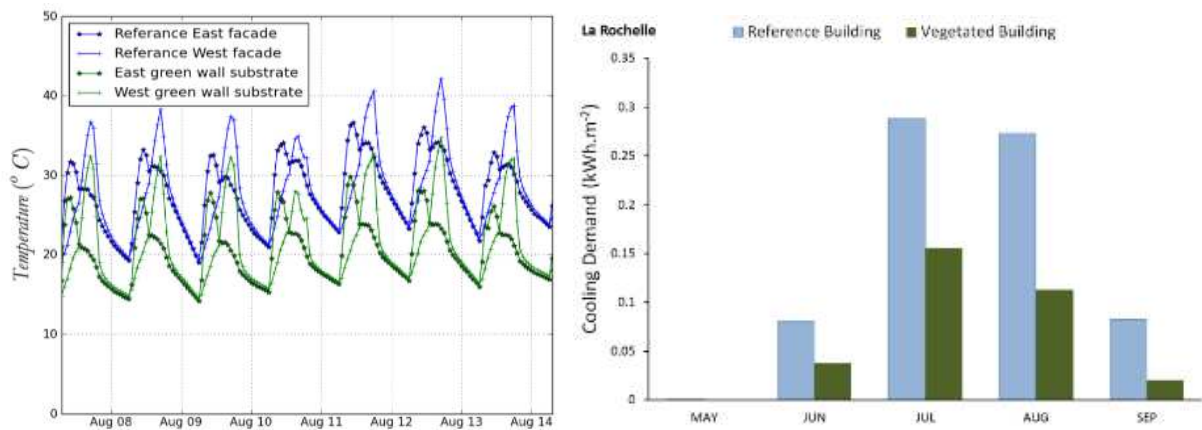 50
40
30
20
10
0
Temperature (° C)
Referance East facade
Referance West facade
East green wall substrate
West green wall substrate
Aug 08 Aug 09 Aug 10 Aug 11 Aug 12 Aug 13 Aug 14
La Rochelle
Reference Building Vegetated Building
Cooling Demand (kWh.m-2)
0.35
0.3
0.25
0.2
0.15
0.1
0.05
0
MAY JUN JUL AUG SEP